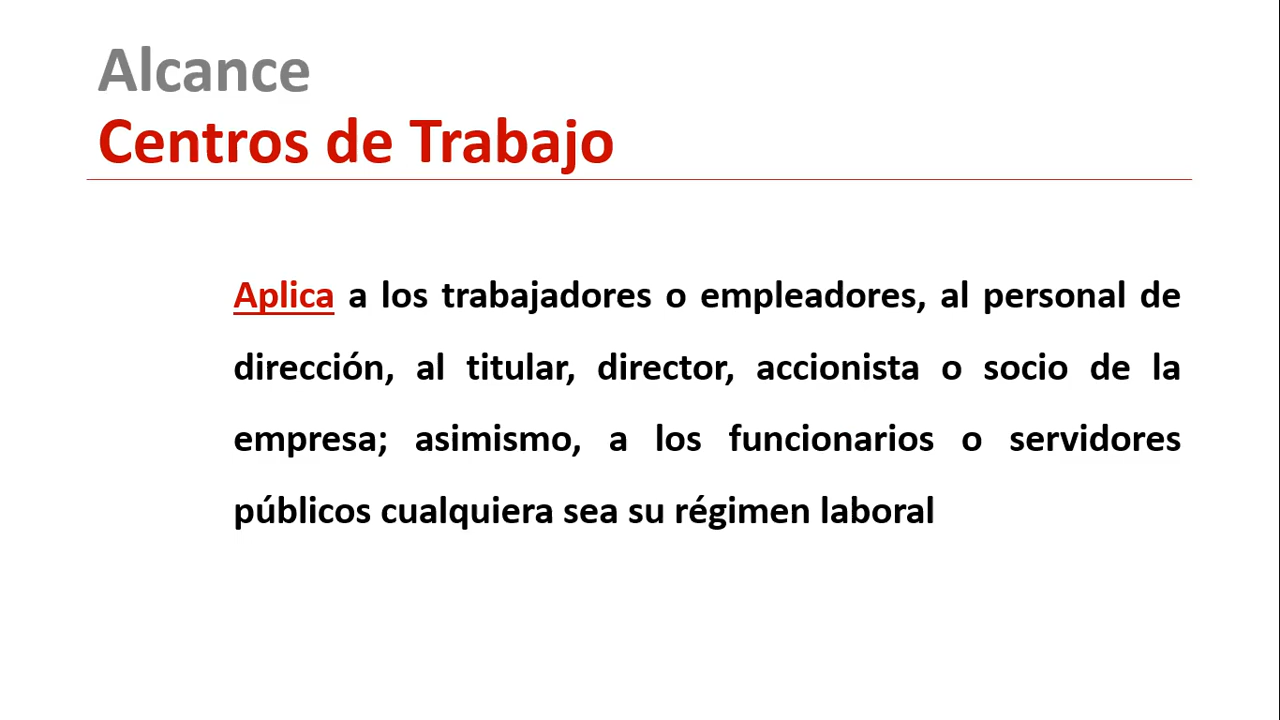 Alcance
Centros de Trabajo
Aplica a los trabajadores o empleadores, al personal de
dirección, al titular, director, accionista o socio de la
empresa; asimismo, a los funcionarios o servidores
públicos cualquiera sea su régimen laboral